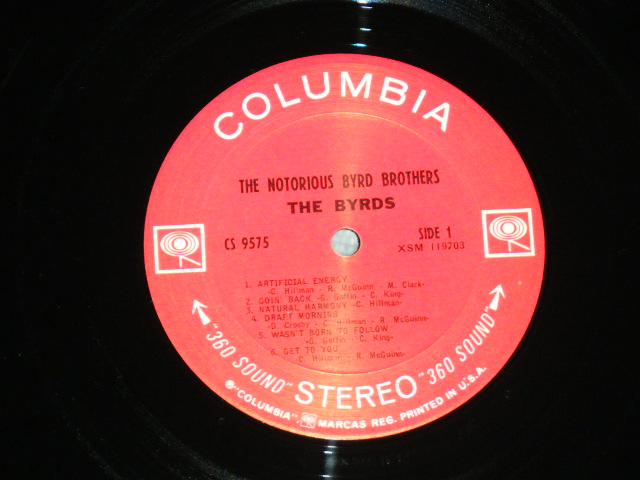 COLUMBIA
THE NOTORIOUS BYRD BROTHERS
THE BYRDS
CS 9575
SIDE 1
XSM 119703
1. ARTIFICIAL ENERGY
-C. Hillman - R. McGuinn - M. Clark-
2. GOIN' BACK -G. Goffin - C. King-
3. NATURAL HARMONY -C. Hillman-
4. DRAFT MORNING
-D. Crosby - C. Hillman - R. McGuinn-
5. WASN'T BORN TO FOLLOW
-G. Goffin - C. King-
6. GET TO YOU
-C. Hillman - R. McGuinn-
"360 SOUND" STEREO "360 SOUND"
® "COLUMBIA", MARCAS REG. PRINTED IN U.S.A.